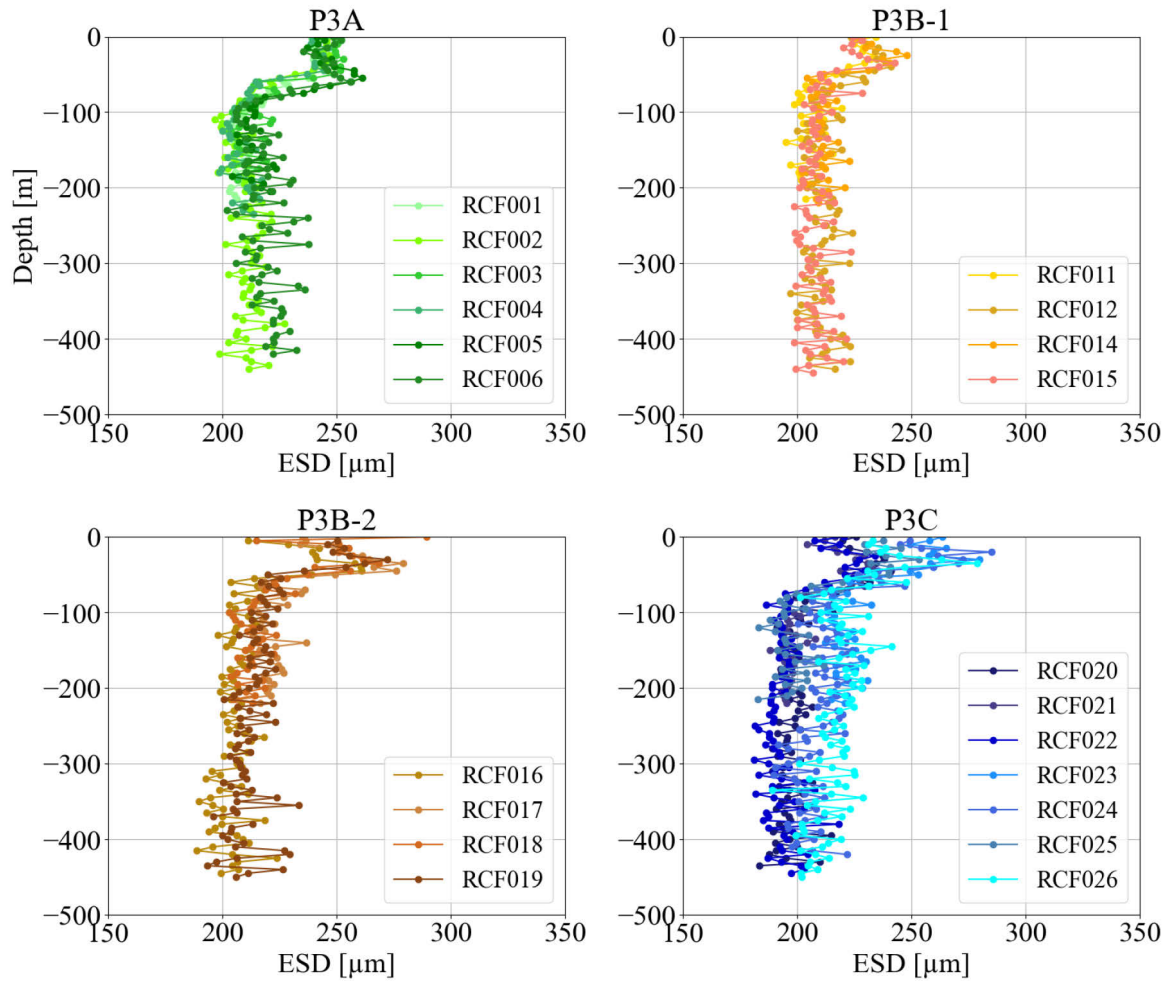 P3A
0
−100
−200
−300
−400
−500
Depth [m]
RCF001
RCF002
RCF003
RCF004
RCF005
RCF006
150 200 250 300 350
ESD [µm]
P3B-1
0
−100
−200
−300
−400
−500
RCF011
RCF012
RCF014
RCF015
150 200 250 300 350
ESD [µm]
P3B-2
0
−100
−200
−300
−400
−500
RCF016
RCF017
RCF018
RCF019
150 200 250 300 350
ESD [µm]
P3C
0
−100
−200
−300
−400
−500
RCF020
RCF021
RCF022
RCF023
RCF024
RCF025
RCF026
150 200 250 300 350
ESD [µm]